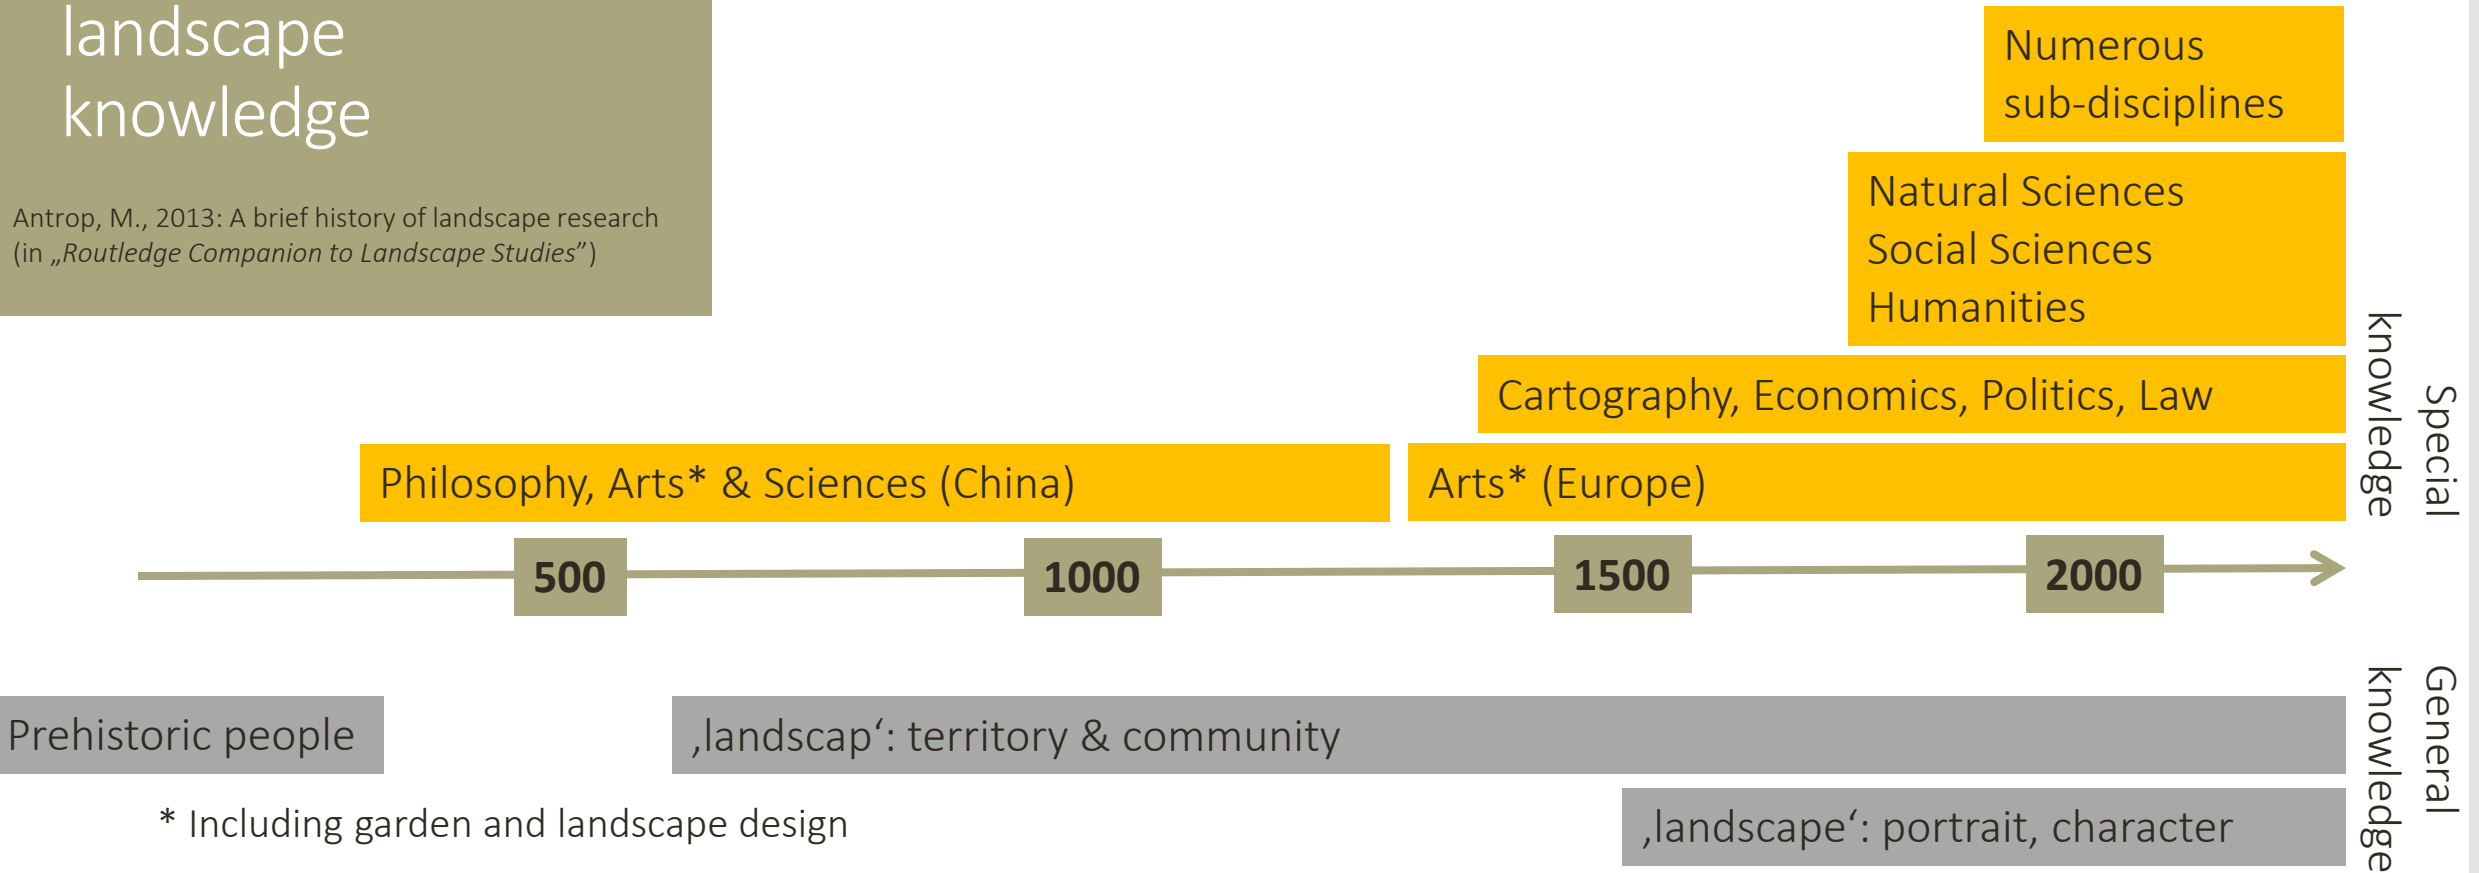 landscape
knowledge
Antrop, M., 2013: A brief history of landscape research
(in „Routledge Companion to Landscape Studies”)
Numerous
sub-disciplines
Natural Sciences
Social Sciences
Humanities
Cartography, Economics, Politics, Law
Philosophy, Arts* & Sciences (China)
Arts* (Europe)
Special
knowledge
500
1000
1500
2000
Prehistoric people
‚landscap‘: territory & community
‚landscape‘: portrait, character
General
knowledge
* Including garden and landscape design